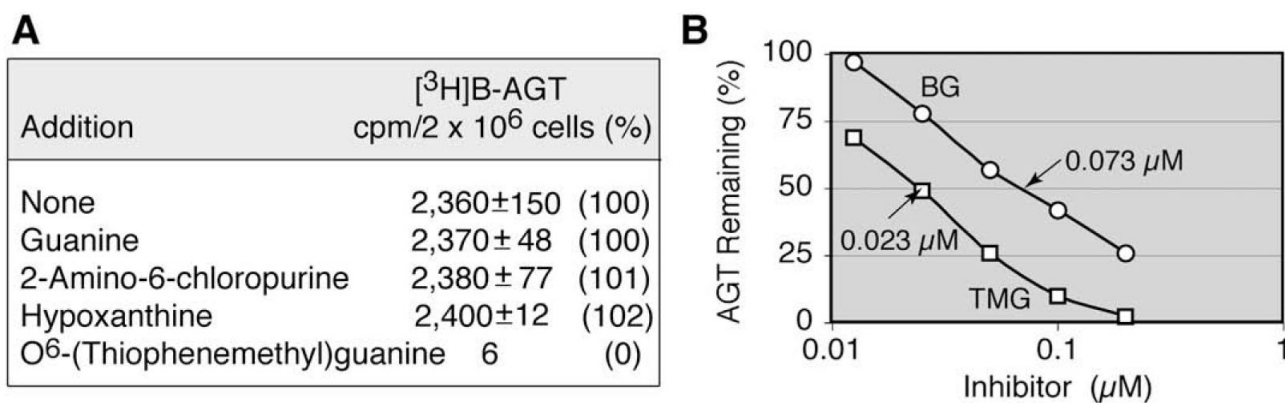 A
Addition [³H]B-AGT
cpm/2 x 10⁶ cells (%)
None 2,360±150 (100)
Guanine 2,370±48 (100)
2-Amino-6-chloropurine 2,380±77 (101)
Hypoxanthine 2,400±12 (102)
O⁶-(Thiophenemethyl)guanine 6 (0)
B
AGT Remaining (%)
100
75
50
25
0
BG
0.073 µM
0.023 µM
TMG
0.01 0.1 1
Inhibitor (µM)